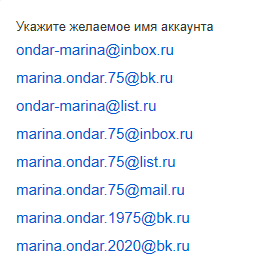 Укажите желаемое имя аккаунта
ondar-marina@inbox.ru
marina.ondar.75@bk.ru
ondar-marina@list.ru
marina.ondar.75@inbox.ru
marina.ondar.75@list.ru
marina.ondar.75@mail.ru
marina.ondar.1975@bk.ru
marina.ondar.2020@bk.ru